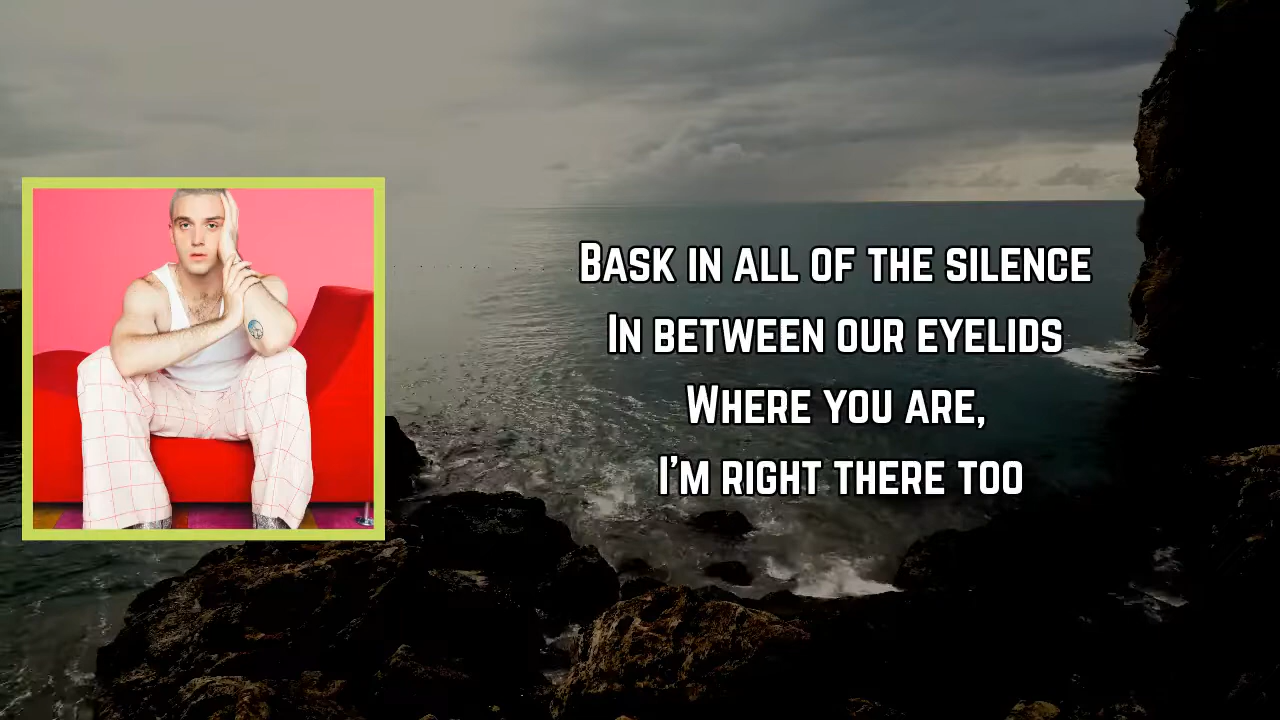 Bask in all of the silence
In between our eyelids
Where you are,
I'm right there too